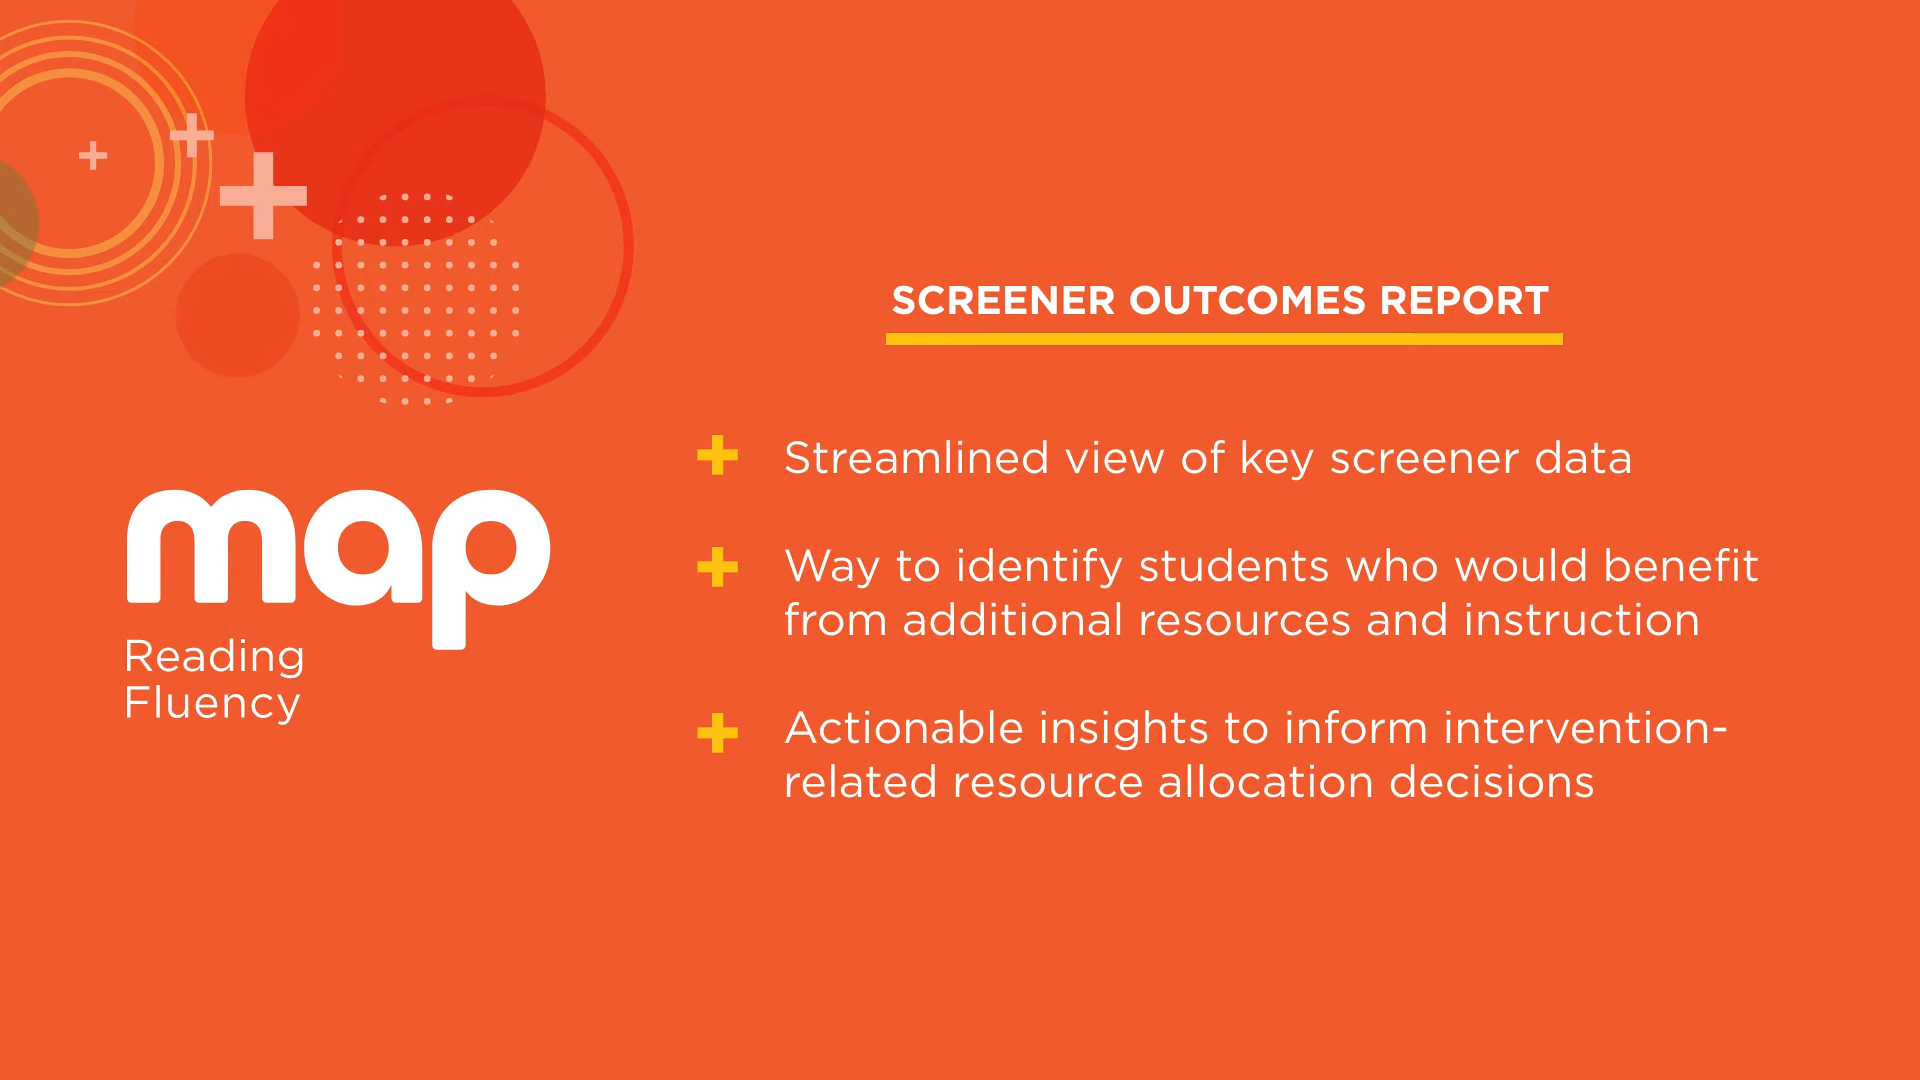 map
Reading
Fluency
SCREENER OUTCOMES REPORT
Streamlined view of key screener data
Way to identify students who would benefit
from additional resources and instruction
Actionable insights to inform intervention-
related resource allocation decisions